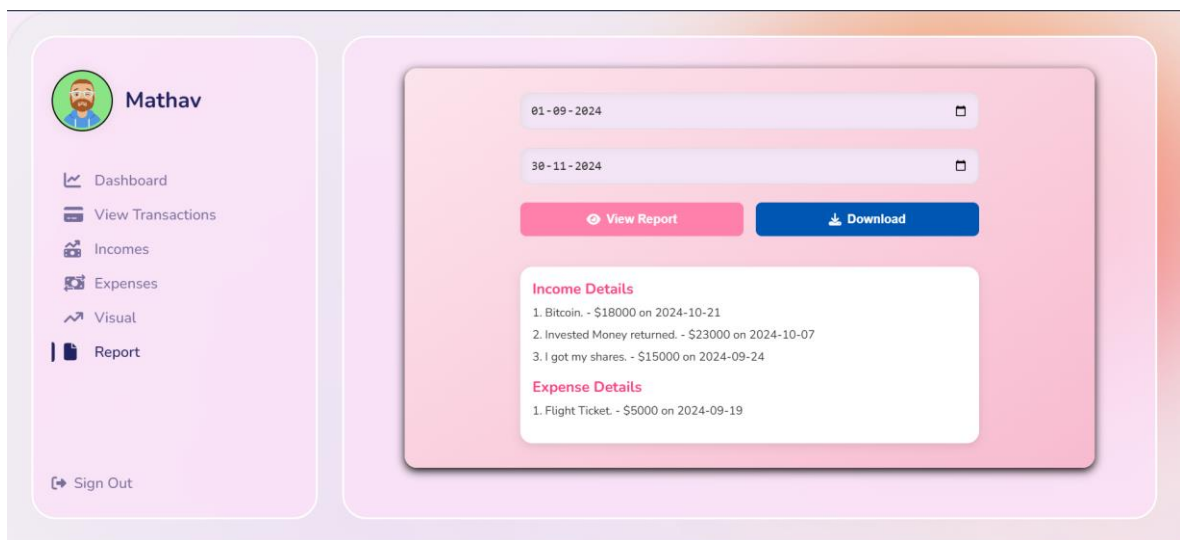 Mathav
Dashboard
View Transactions
Incomes
Expenses
Visual
Report
Sign Out
01-09-2024
30-11-2024
View Report
Download
Income Details
1. Bitcoin. - $18000 on 2024-10-21
2. Invested Money returned. - $23000 on 2024-10-07
3. I got my shares. - $15000 on 2024-09-24
Expense Details
1. Flight Ticket. - $5000 on 2024-09-19